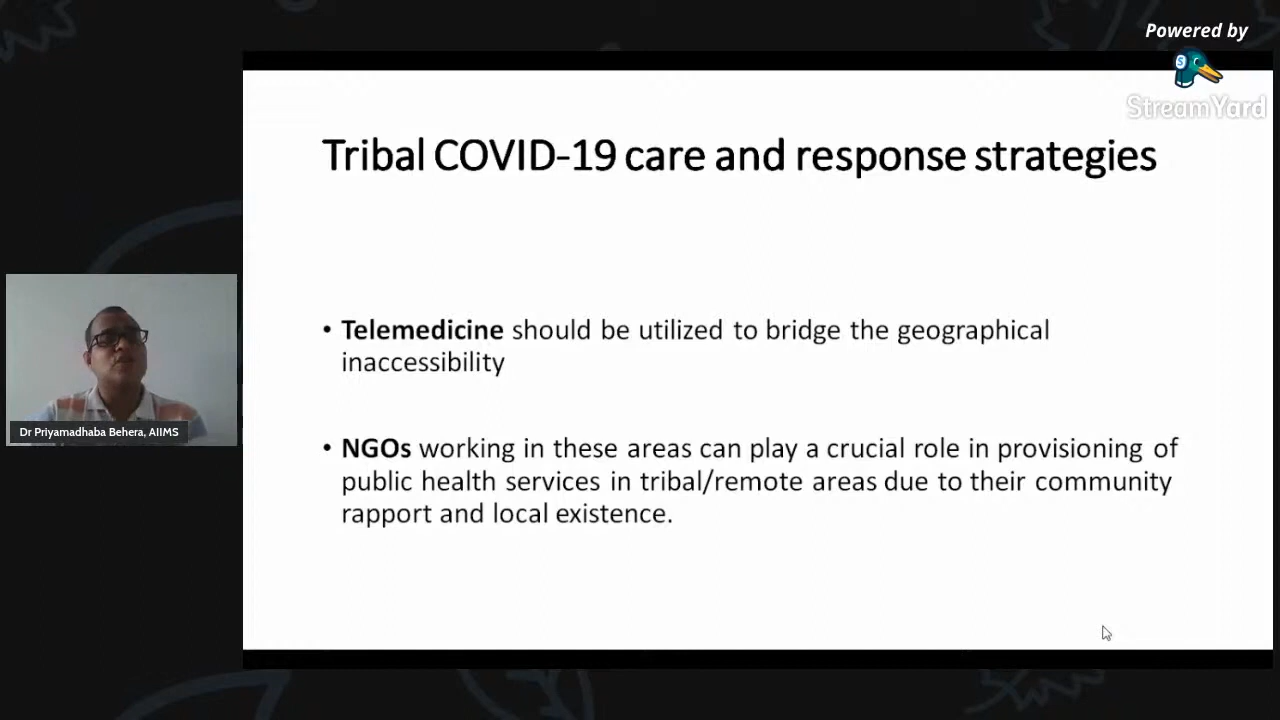 Powered by
StreamYard
Tribal COVID-19 care and response strategies
• Telemedicine should be utilized to bridge the geographical
inaccessibility
• NGOs working in these areas can play a crucial role in provisioning of
public health services in tribal/remote areas due to their community
rapport and local existence.
Dr Priyamadhaba Behera, AIIMS